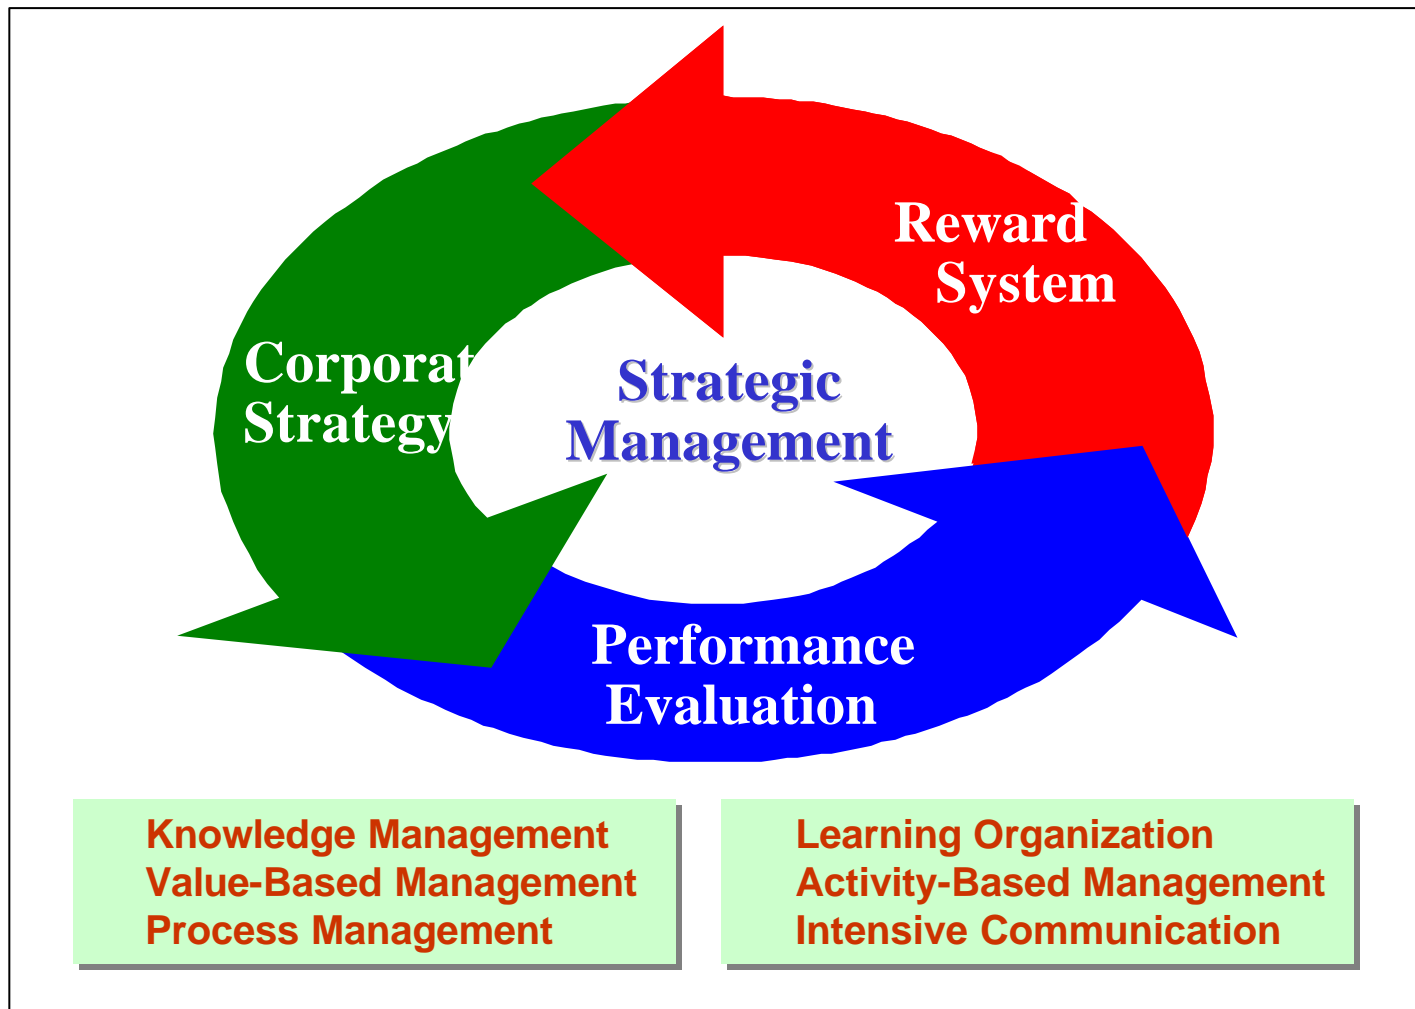 Reward
System
Corporat
Strategy
Strategic
Management
Performance
Evaluation
Knowledge Management
Value-Based Management
Process Management
Learning Organization
Activity-Based Management
Intensive Communication